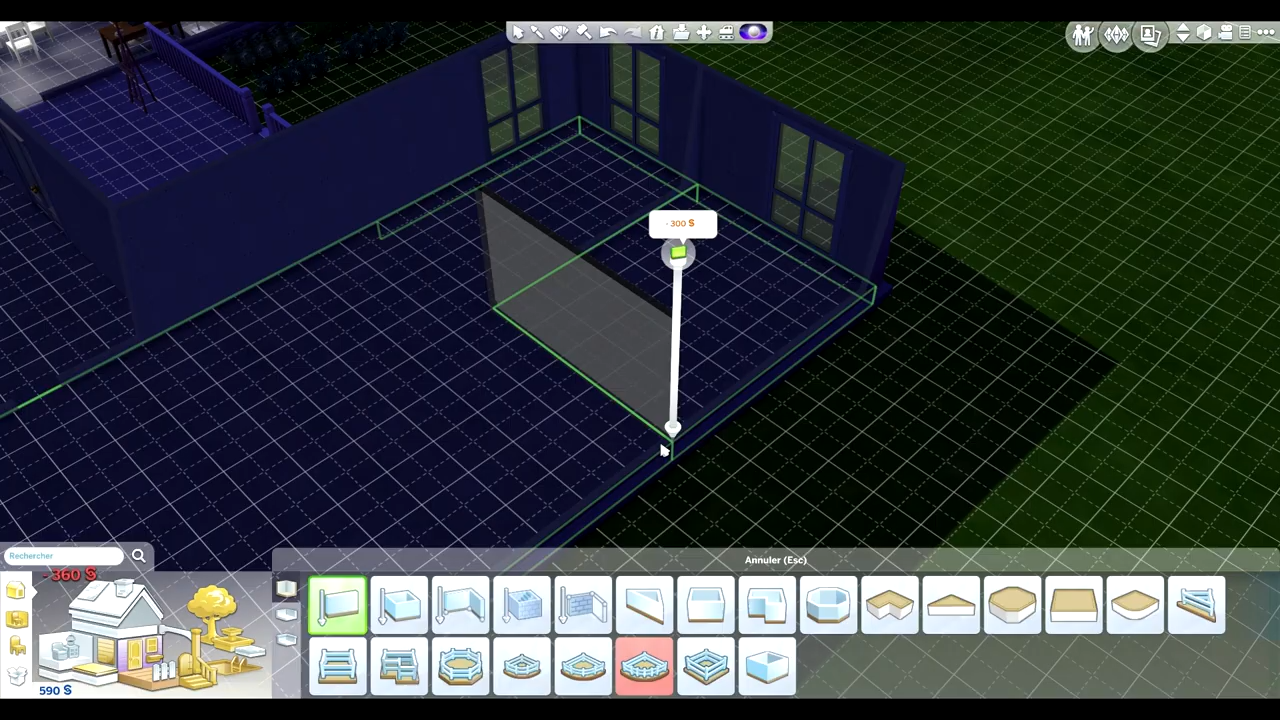 - 300 $
Annuler (Esc)
Rechercher
- 360 $
590 $